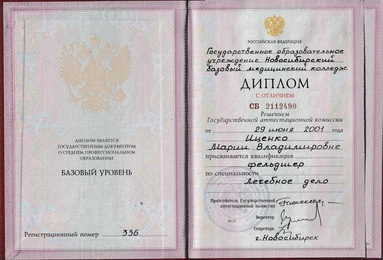 ДИПЛОМ ЯВЛЯЕТСЯ
ГОСУДАРСТВЕННЫМ ДОКУМЕНТОМ
О СРЕДНЕМ ПРОФЕССИОНАЛЬНОМ
ОБРАЗОВАНИИ
БАЗОВЫЙ УРОВЕНЬ
Регистрационный номер 336
РОССИЙСКАЯ ФЕДЕРАЦИЯ
Государственное образовательное
учреждение Новосибирский
базовый медицинский колледж
ДИПЛОМ
С ОТЛИЧИЕМ
СБ 2112490
Решением
Государственной аттестационной комиссии
от 29 июня 2001 года
Ищенко
Марии Владимировне
присваивается квалификация
фельдшер
по специальности
Лечебное дело
Председатель Государственной
аттестационной комиссии
Директор
Секретарь
г. Новосибирск